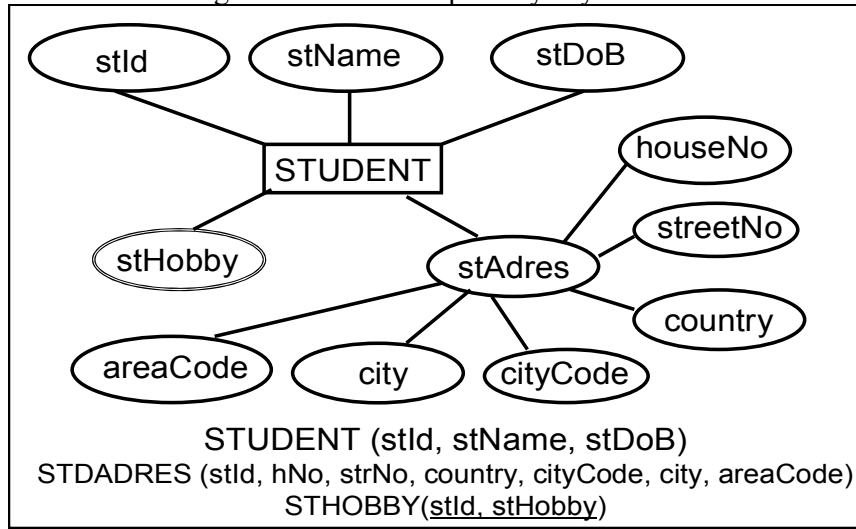 stId
stName
stDoB
STUDENT
houseNo
streetNo
stHobby
stAdres
country
areaCode
city
cityCode
STUDENT (stId, stName, stDoB)
STDADRES (stId, hNo, strNo, country, cityCode, city, areaCode)
STHOBBY(stId, stHobby)